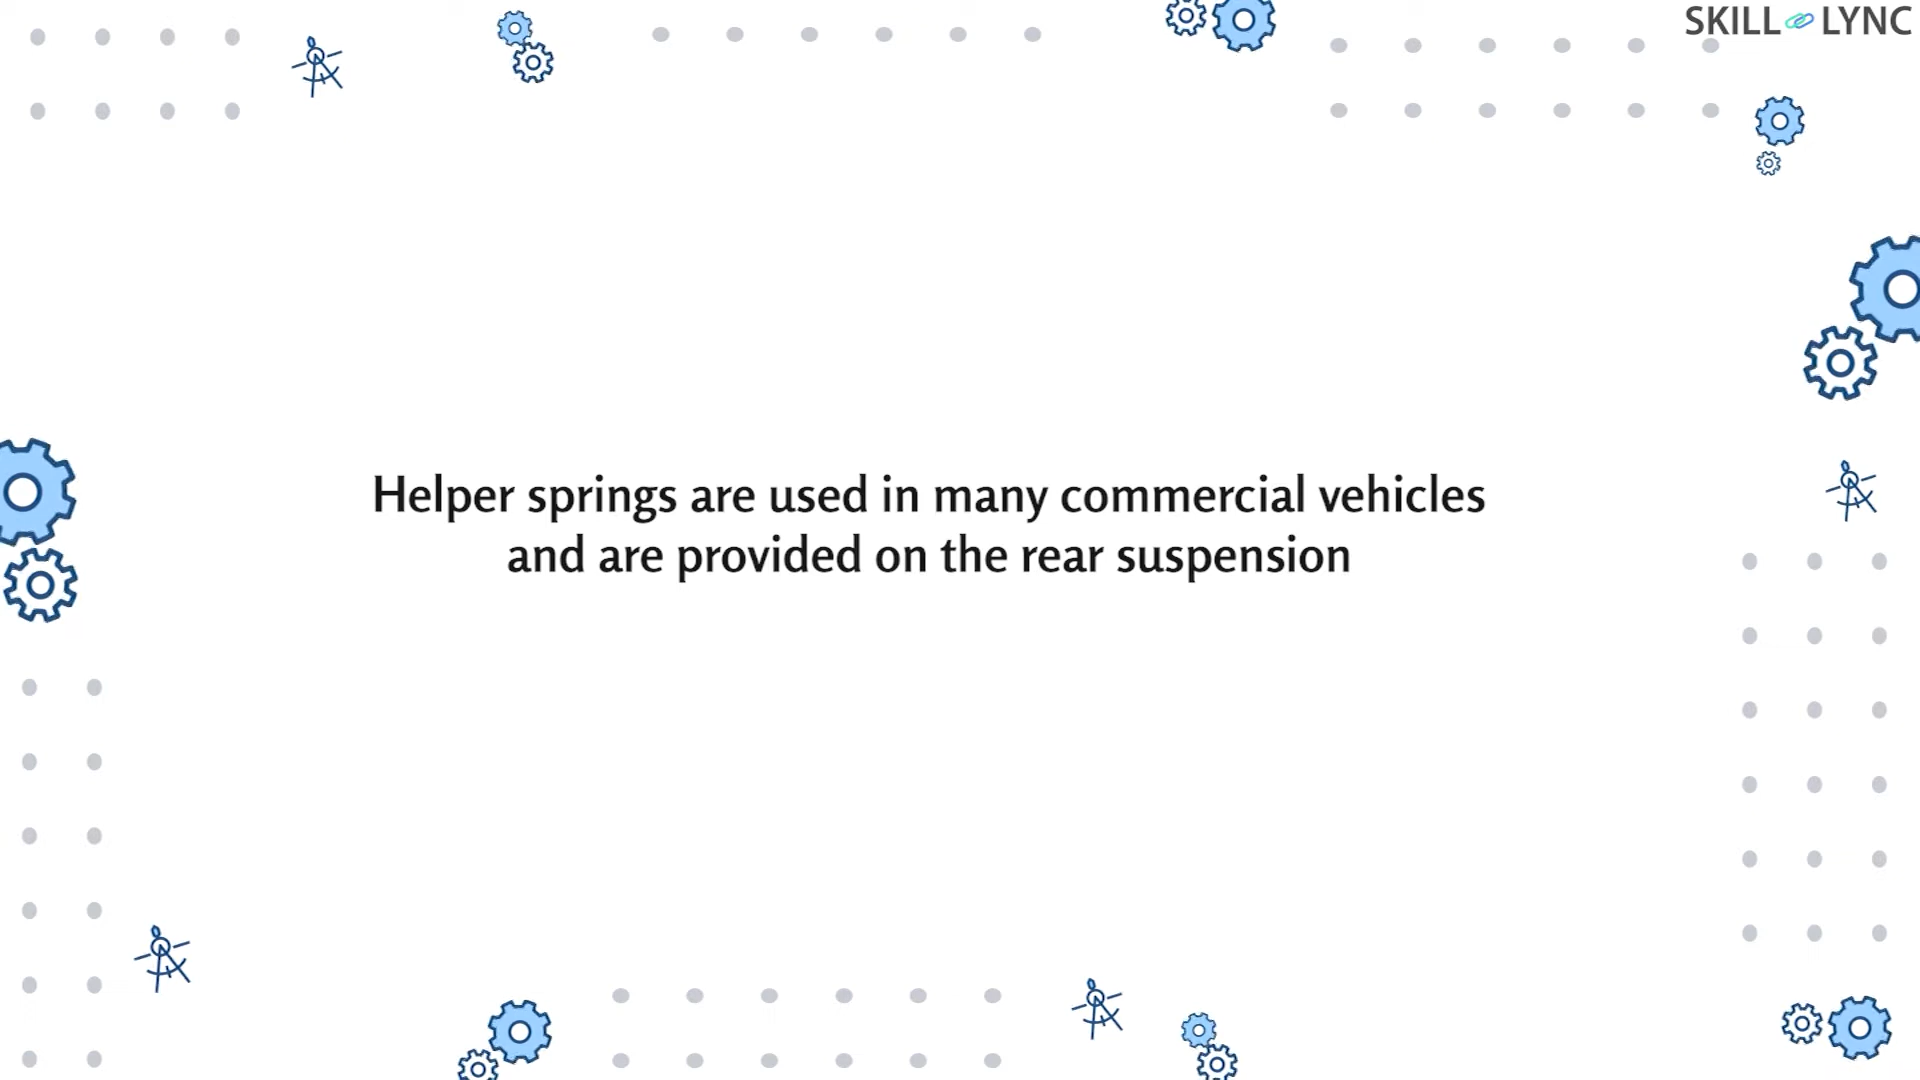 SKILL LYNC
Helper springs are used in many commercial vehicles
and are provided on the rear suspension